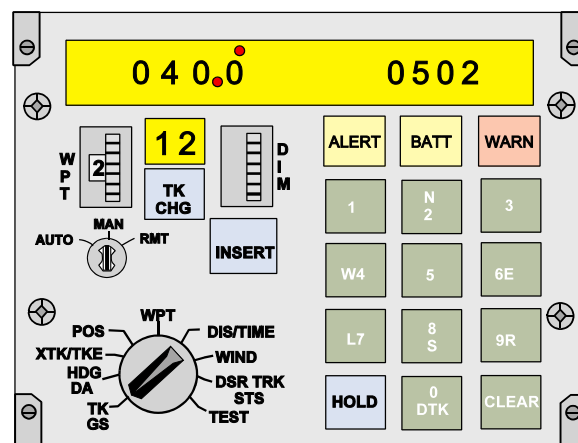 040.0 0502
WPT
2
12
TK
CHG
DIM
ALERT BATT WARN
AUTO MAN RMT
INSERT
1 N
2 3
W4 5 6E
L7 8
S 9R
HOLD 0
DTK CLEAR
WPT
POS DIS/TIME
XTK/TKE WIND
HDG
DA DSR TRK
STS
TK
GS TEST